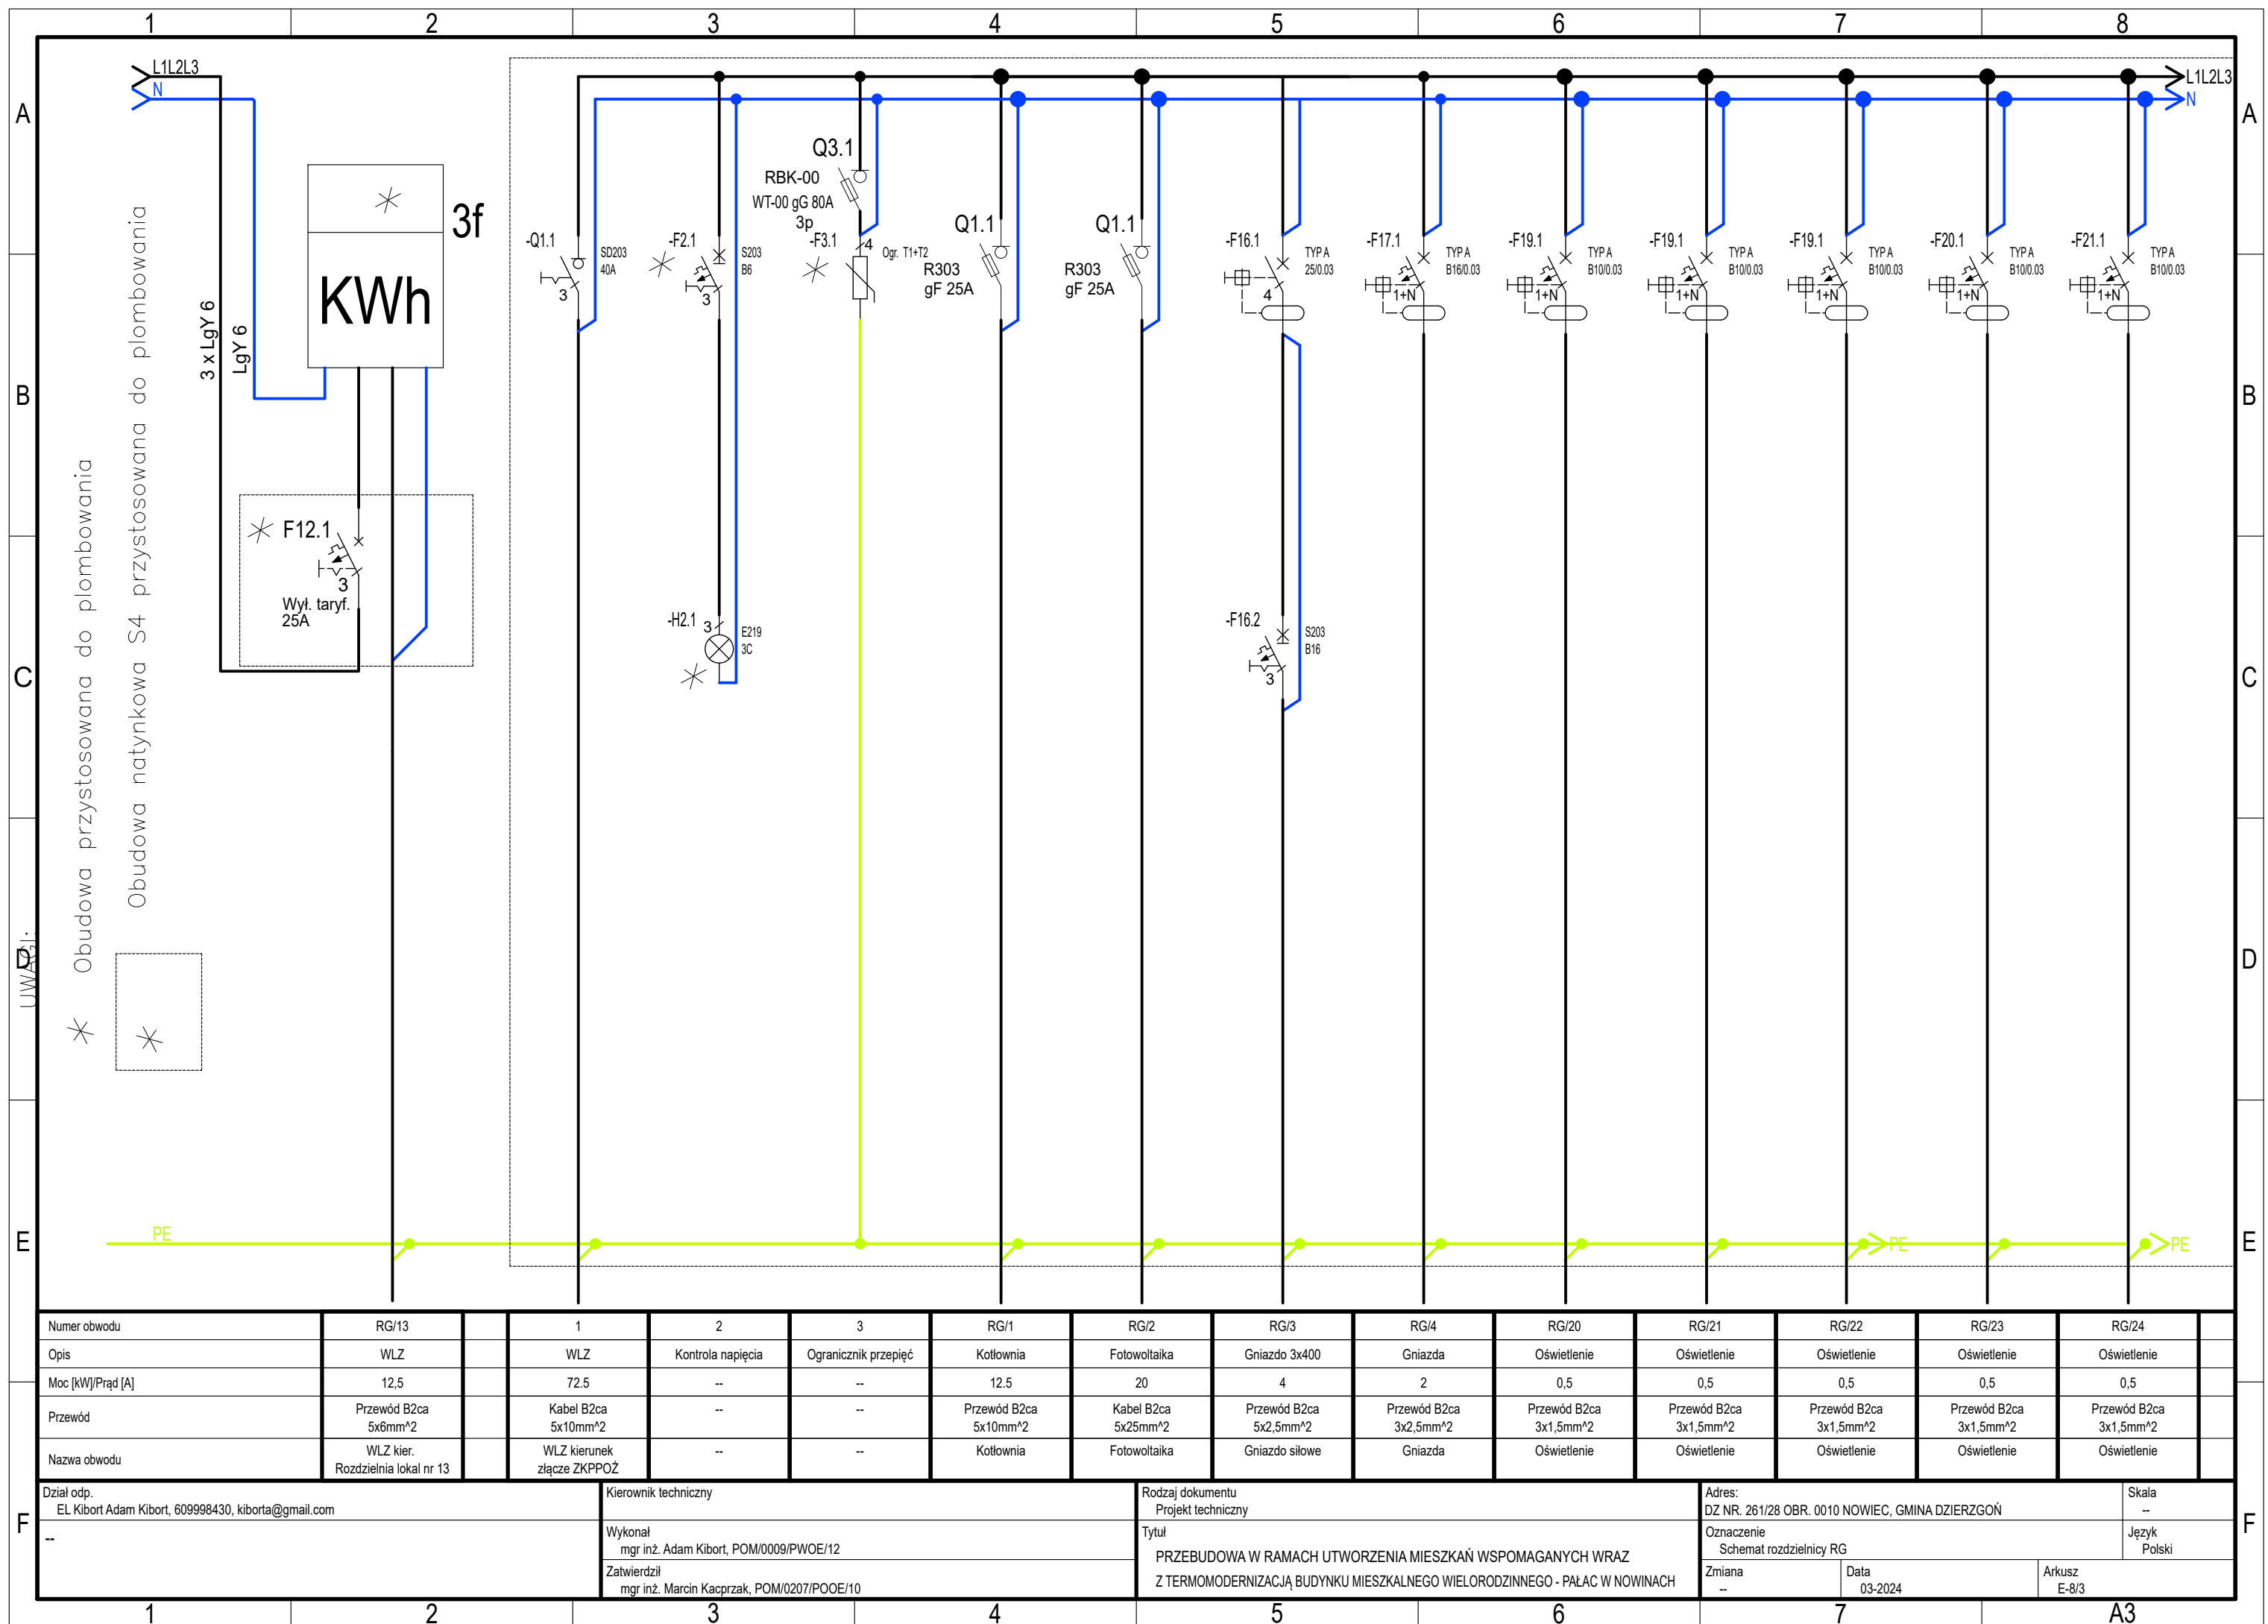 1 2 3 4 5 6 7 8
A
B
C
D
E
F
L1L2L3
N
3 x LgY 6
LgY 6
3f
KWh
F12.1
3
Wył. taryf.
25A
UWAGI:
Obudowa przystosowana do plombowania
Obudowa natynkowa S4 przystosowana do plombowania
-Q1.1
SD203
40A
3
-F2.1
S203
B6
3
-H2.1
3
E219
3C
Q3.1
RBK-00
WT-00 gG 80A
3p
-F3.1
4
Ogr. T1+T2
Q1.1
R303
gF 25A
Q1.1
R303
gF 25A
-F16.1
TYP A
25/0.03
4
-F16.2
S203
B16
3
-F17.1
TYP A
B16/0.03
1+N
-F19.1
TYP A
B10/0.03
1+N
-F19.1
TYP A
B10/0.03
1+N
-F19.1
TYP A
B10/0.03
1+N
-F20.1
TYP A
B10/0.03
1+N
-F21.1
TYP A
B10/0.03
1+N
L1L2L3
N
A
B
C
D
E
F
PE
PE
PE
Numer obwodu RG/13 1 2 3 RG/1 RG/2 RG/3 RG/4 RG/20 RG/21 RG/22 RG/23 RG/24
Opis WLZ WLZ Kontrola napięcia Ogranicznik przepięć Kotłownia Fotowoltaika Gniazdo 3x400 Gniazda Oświetlenie Oświetlenie Oświetlenie Oświetlenie Oświetlenie
Moc [kW]/Prąd [A] 12,5 72.5 -- -- 12.5 20 4 2 0,5 0,5 0,5 0,5 0,5
Przewód Przewód B2ca Kabel B2ca -- -- Przewód B2ca Kabel B2ca Przewód B2ca Przewód B2ca Przewód B2ca Przewód B2ca Przewód B2ca Przewód B2ca Przewód B2ca
5x6mm^2 5x10mm^2 5x10mm^2 5x25mm^2 5x2,5mm^2 3x2,5mm^2 3x1,5mm^2 3x1,5mm^2 3x1,5mm^2 3x1,5mm^2 3x1,5mm^2
Nazwa obwodu WLZ kier. WLZ kierunek -- -- Kotłownia Fotowoltaika Gniazdo siłowe Gniazda Oświetlenie Oświetlenie Oświetlenie Oświetlenie Oświetlenie
Rozdzielnia lokal nr 13 złącze ZKPPOŻ
Dział odp.
EL Kibort Adam Kibort, 609998430, kiborta@gmail.com
--
Kierownik techniczny
Wykonał
mgr inż. Adam Kibort, POM/0009/PWOE/12
Zatwierdził
mgr inż. Marcin Kacprzak, POM/0207/POOE/10
Rodzaj dokumentu
Projekt techniczny
Tytuł
PRZEBUDOWA W RAMACH UTWORZENIA MIESZKAŃ WSPOMAGANYCH WRAZ
Z TERMOMODERNIZACJĄ BUDYNKU MIESZKALNEGO WIELORODZINNEGO - PAŁAC W NOWINACH
Adres:
DZ NR. 261/28 OBR. 0010 NOWIEC, GMINA DZIERZGOŃ
Skala
--
Oznaczenie
Schemat rozdzielnicy RG
Język
Polski
Zmiana
--
Data
03-2024
Arkusz
E-8/3
1 2 3 4 5 6 7 A3